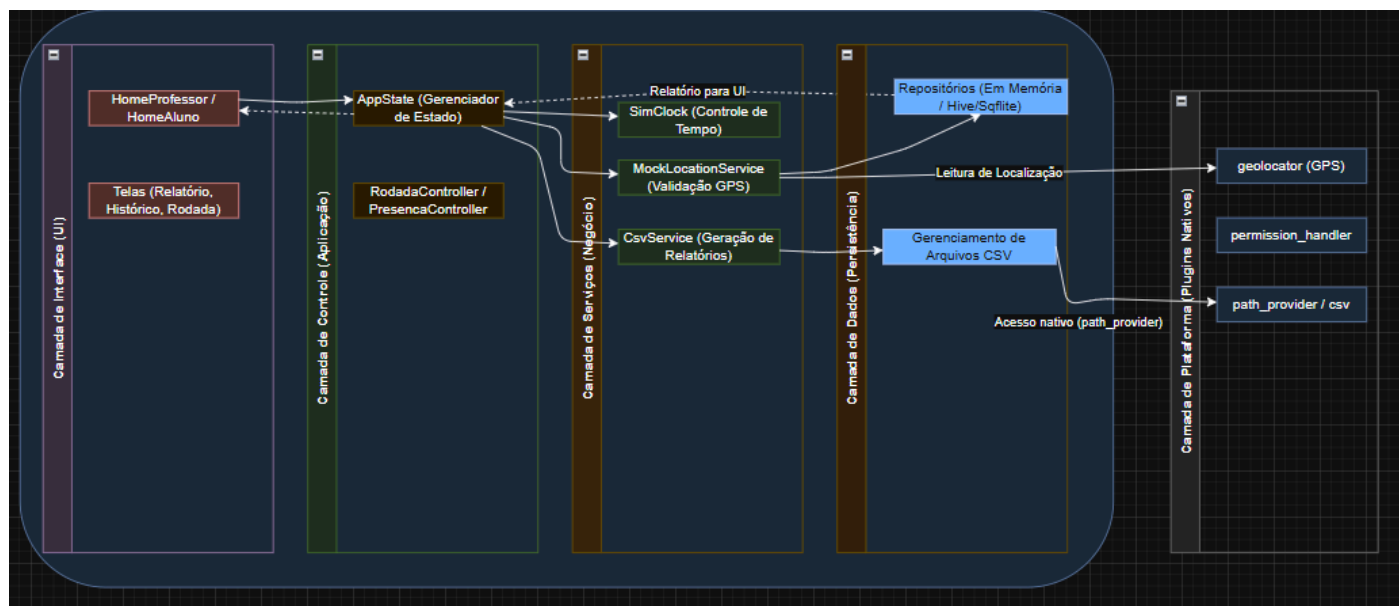 Camada de Interface (UI)
HomeProfessor /
HomeAluno
Telas (Relatório,
Histórico, Rodada)
Camada de Controle (Aplicação)
AppState (Gerenciador
de Estado)
RodadaController /
PresencaController
Camada de Serviços (Negócio)
Relatório para UI
SimClock (Controle de
Tempo)
MockLocationService
(Validação GPS)
CsvService (Geração de
Relatórios)
Camada de Dados (Persistência)
Repositórios (Em Memória
/ Hive/Sqflite)
Leitura de Localização
Gerenciamento de
Arquivos CSV
Acesso nativo (path_provider)
Camada de Plataforma (Plugins Nativos)
geolocator (GPS)
permission_handler
path_provider / csv